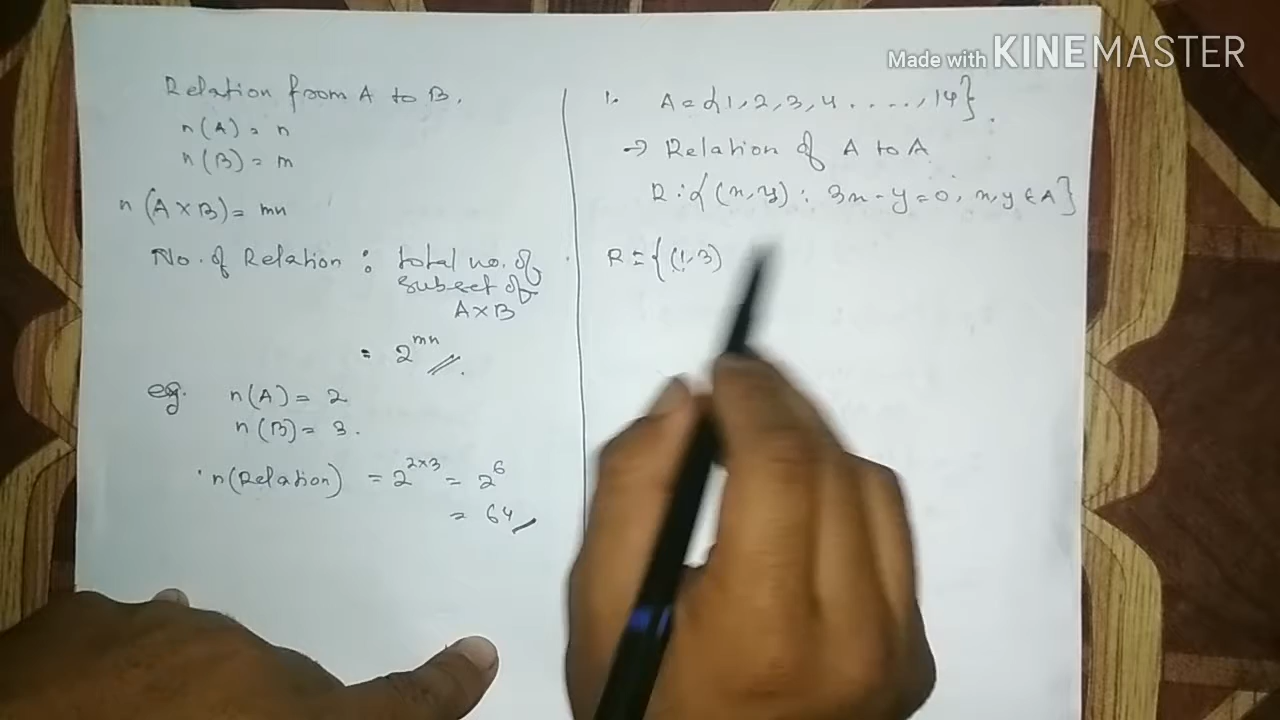 Made with KINEMASTER
Relation from A to B.
n(A) = n
n(B) = m
n(A×B) = mn
No. of Relation : total no. of
subset of
A×B
= 2^mn
eg. n(A) = 2
n(B) = 3.
n(Relation) = 2^2×3 = 2^6
= 64
1. A = {1, 2, 3, 4 . . . . , 14}.
→ Relation of A to A
R : {(x, y) : 3x - y = 0, x, y ∈ A}
R = {(1,3)